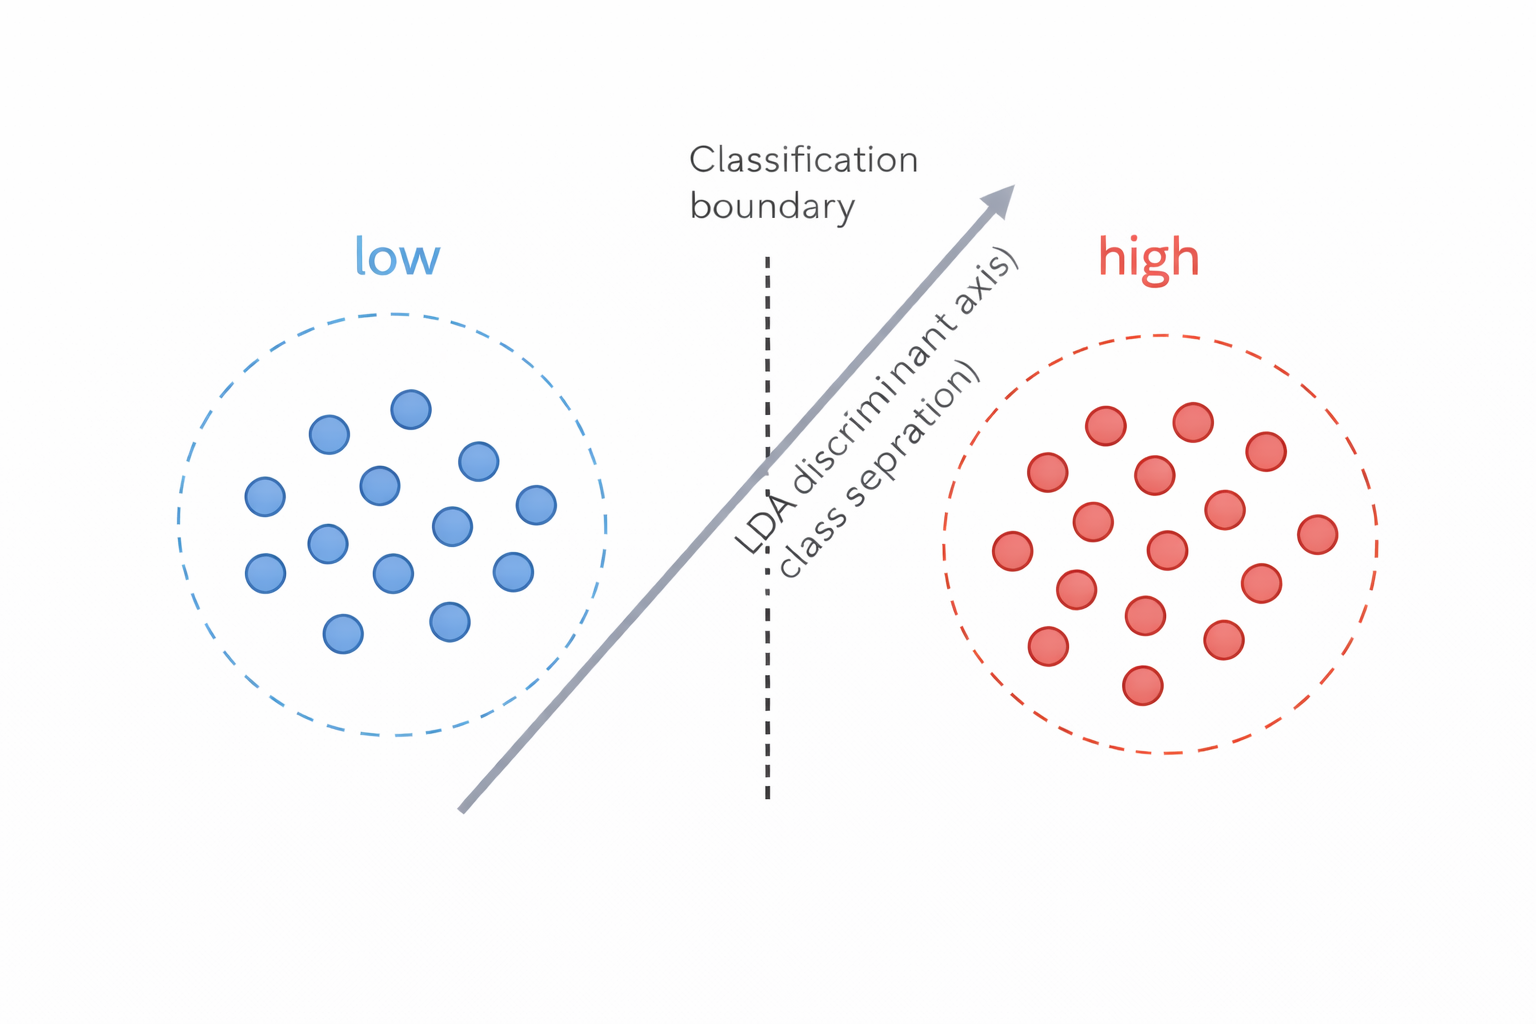 Classification
boundary
low
high
LDA discriminant axis)
class sepration)